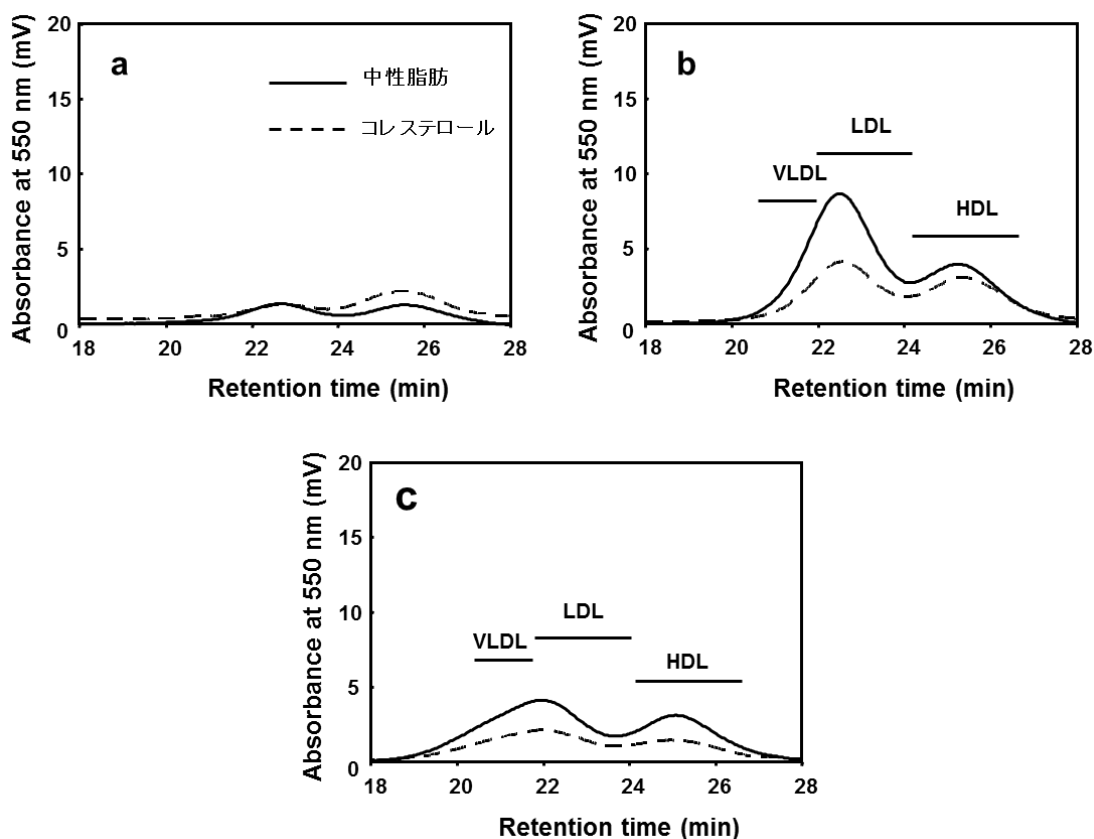 a
Absorbance at 550 nm (mV)
20
15
10
5
0
中性脂肪
コレステロール
18 20 22 24 26 28
Retention time (min)
b
Absorbance at 550 nm (mV)
20
15
10
5
0
LDL
VLDL
HDL
18 20 22 24 26 28
Retention time (min)
c
Absorbance at 550 nm (mV)
20
15
10
5
0
LDL
VLDL
HDL
18 20 22 24 26 28
Retention time (min)